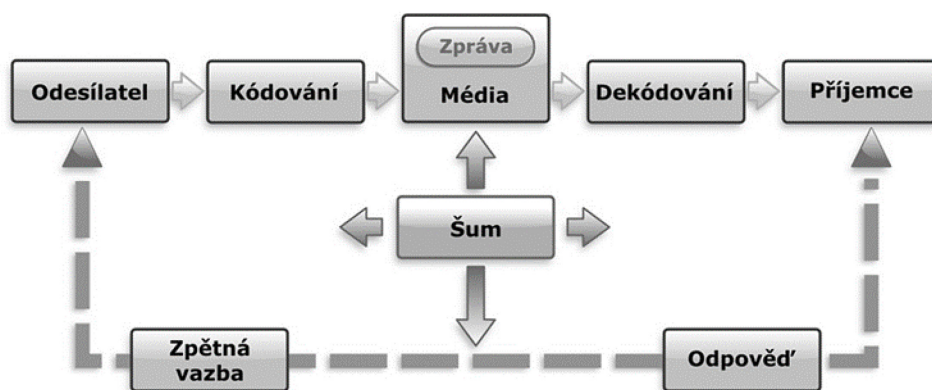 Zpráva
Odesílatel
Kódování
Média
Dekódování
Příjemce
Šum
Zpětná
vazba
Odpověď